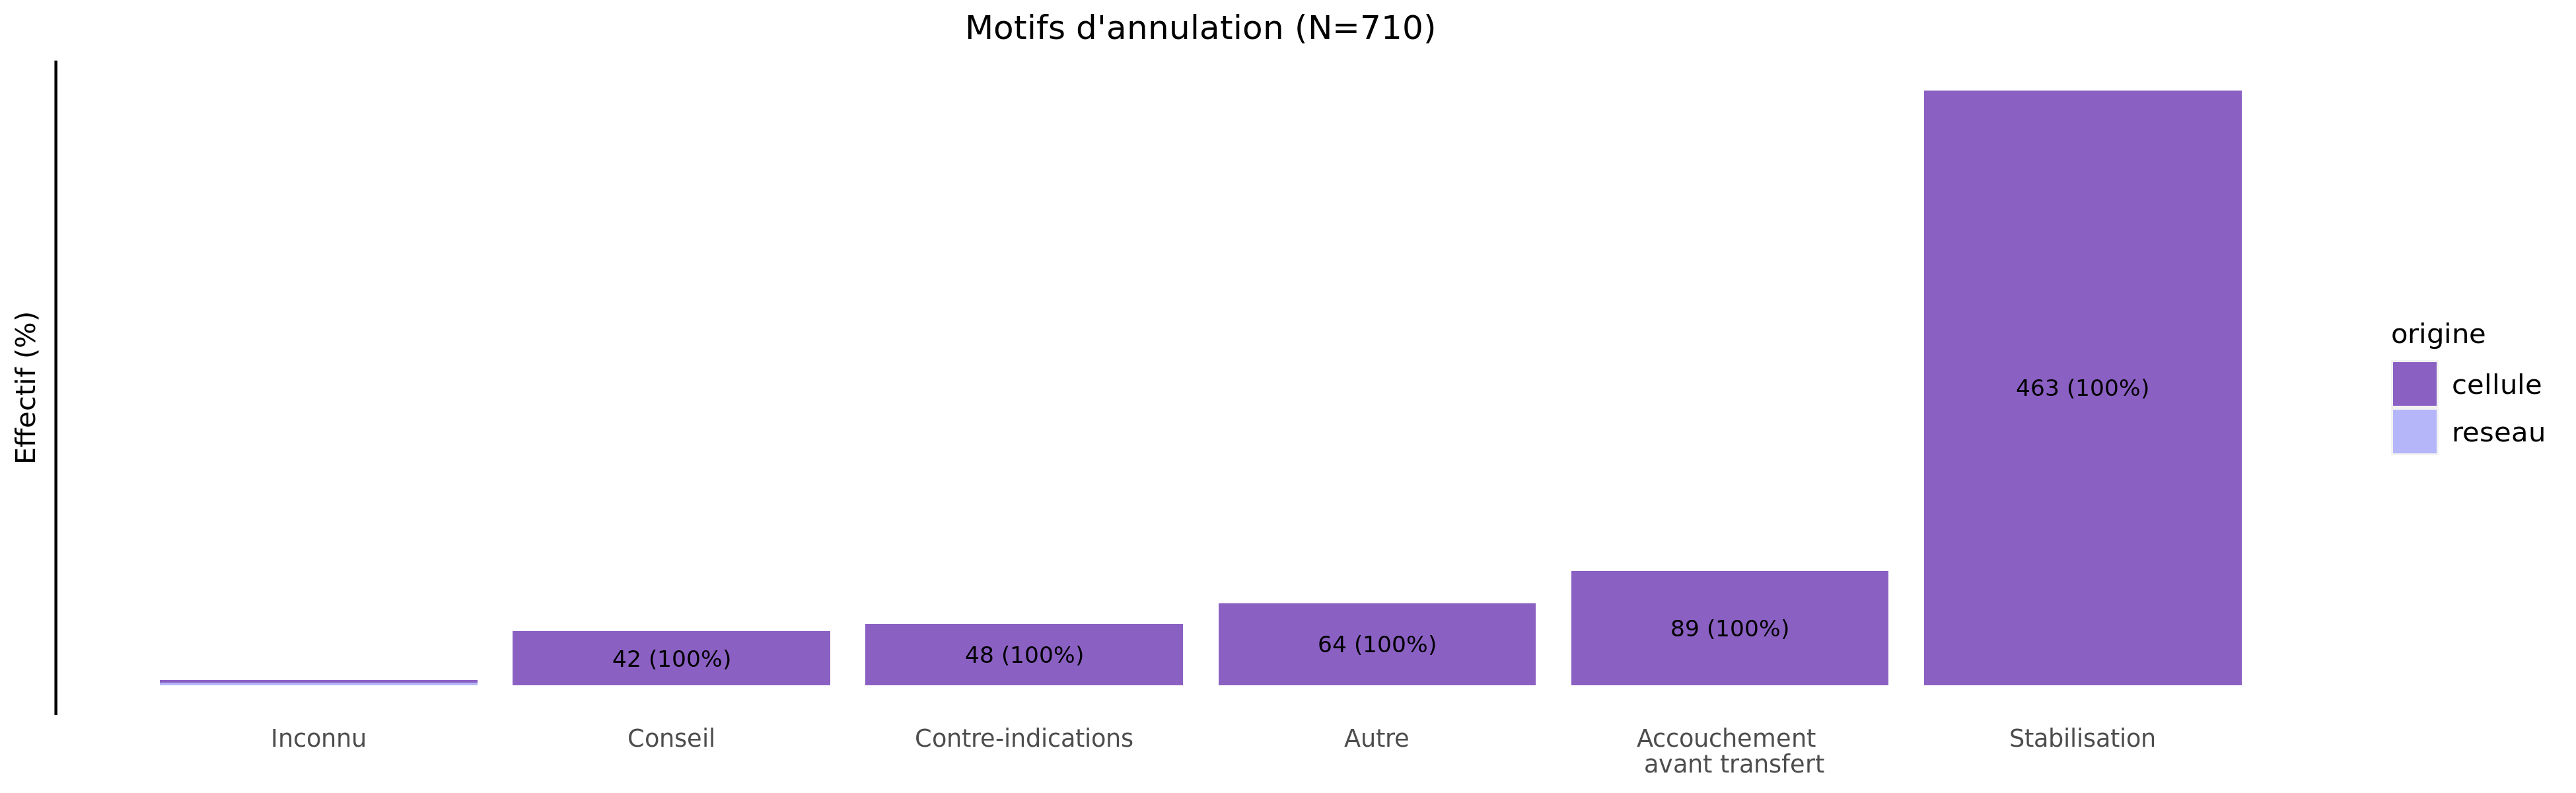 Motifs d'annulation (N=710)
Effectif (%)
463 (100%)
89 (100%)
64 (100%)
48 (100%)
42 (100%)
Inconnu
Conseil
Contre-indications
Autre
Accouchement
avant transfert
Stabilisation
origine
cellule
reseau